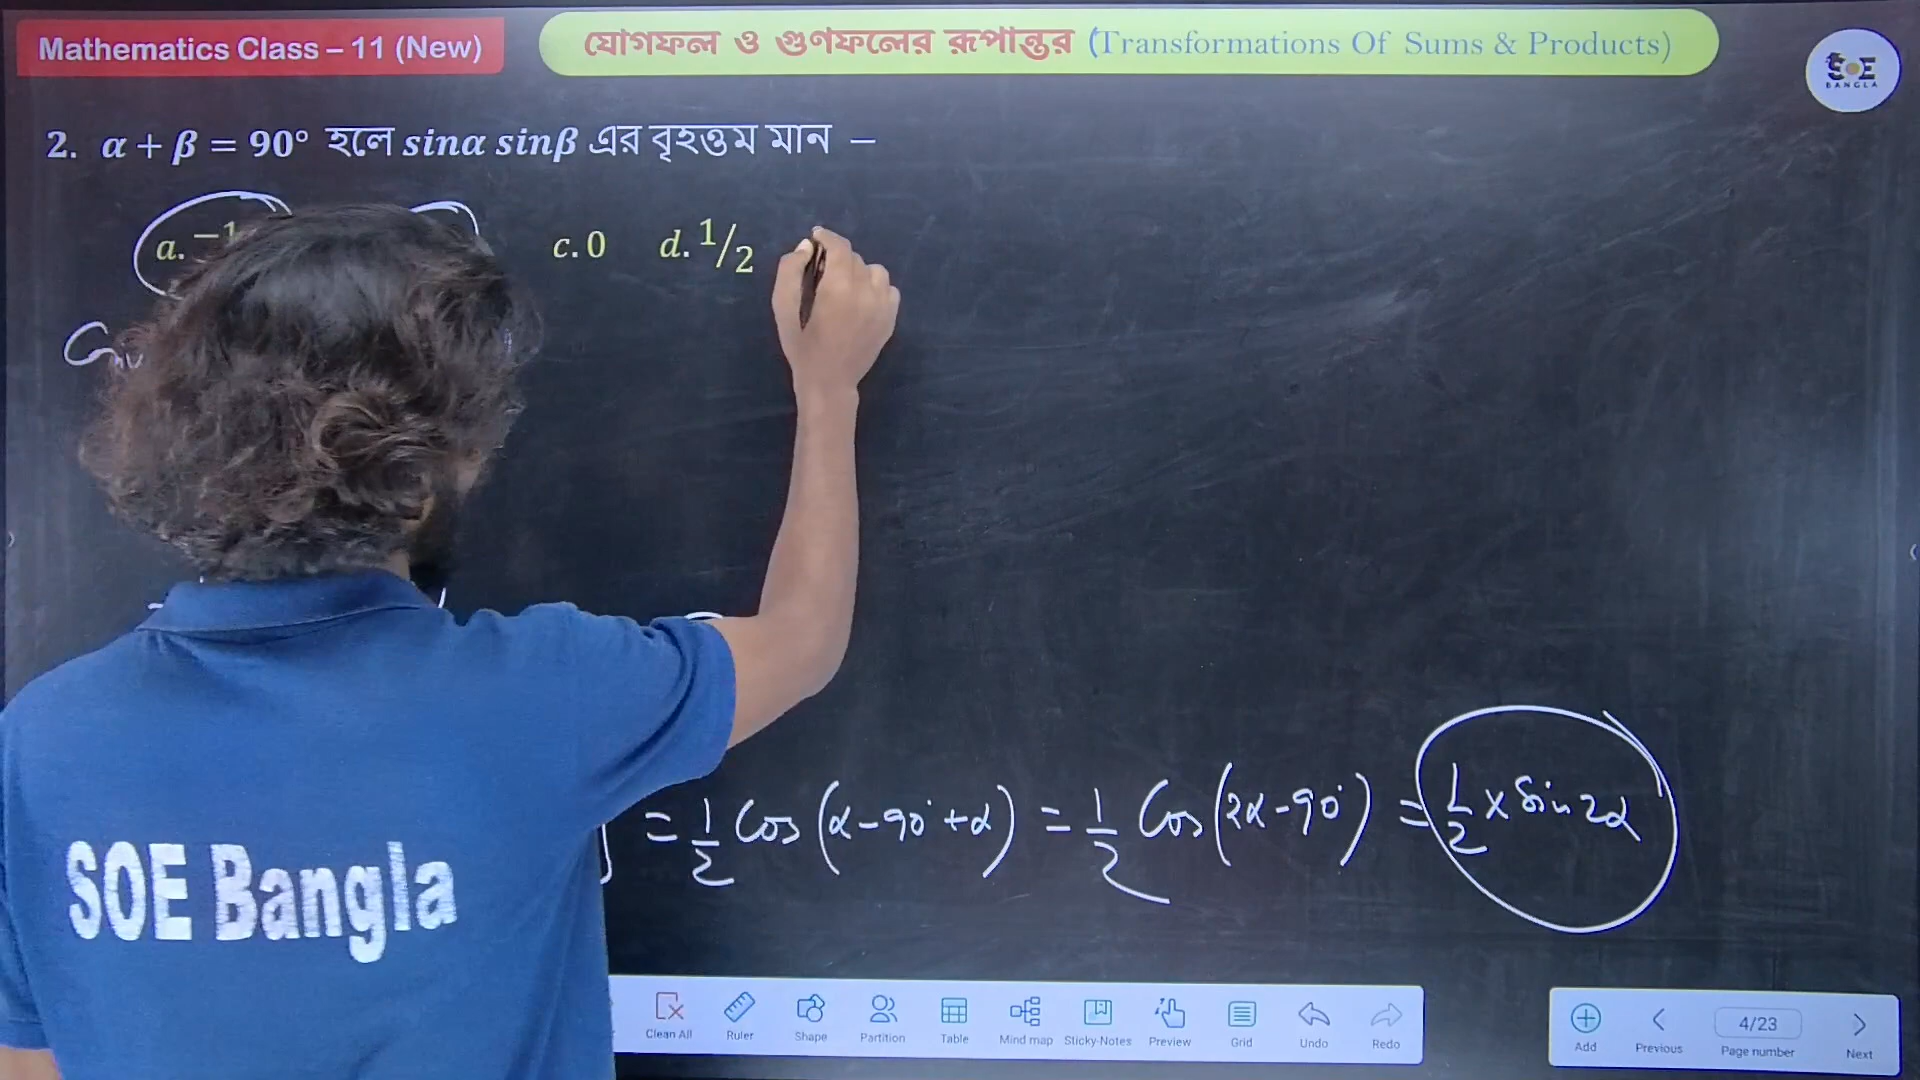 Mathematics Class – 11 (New)
যোগফল ও গুণফলের রূপান্তর (Transformations Of Sums & Products)
SOE
BANGLA
2. α + β = 90° হলে sinα sinβ এর বৃহত্তম মান –
a. −1 c. 0 d. 1/2
= 1/2 Cos (α − 90° + α) = 1/2 Cos (2α − 90°) = 1/2 × Sin 2α
SOE Bangla
Clean All Ruler Shape Partition Table Mind map Sticky-Notes Preview Grid Undo Redo
Add Previous 4/23 Page number Next